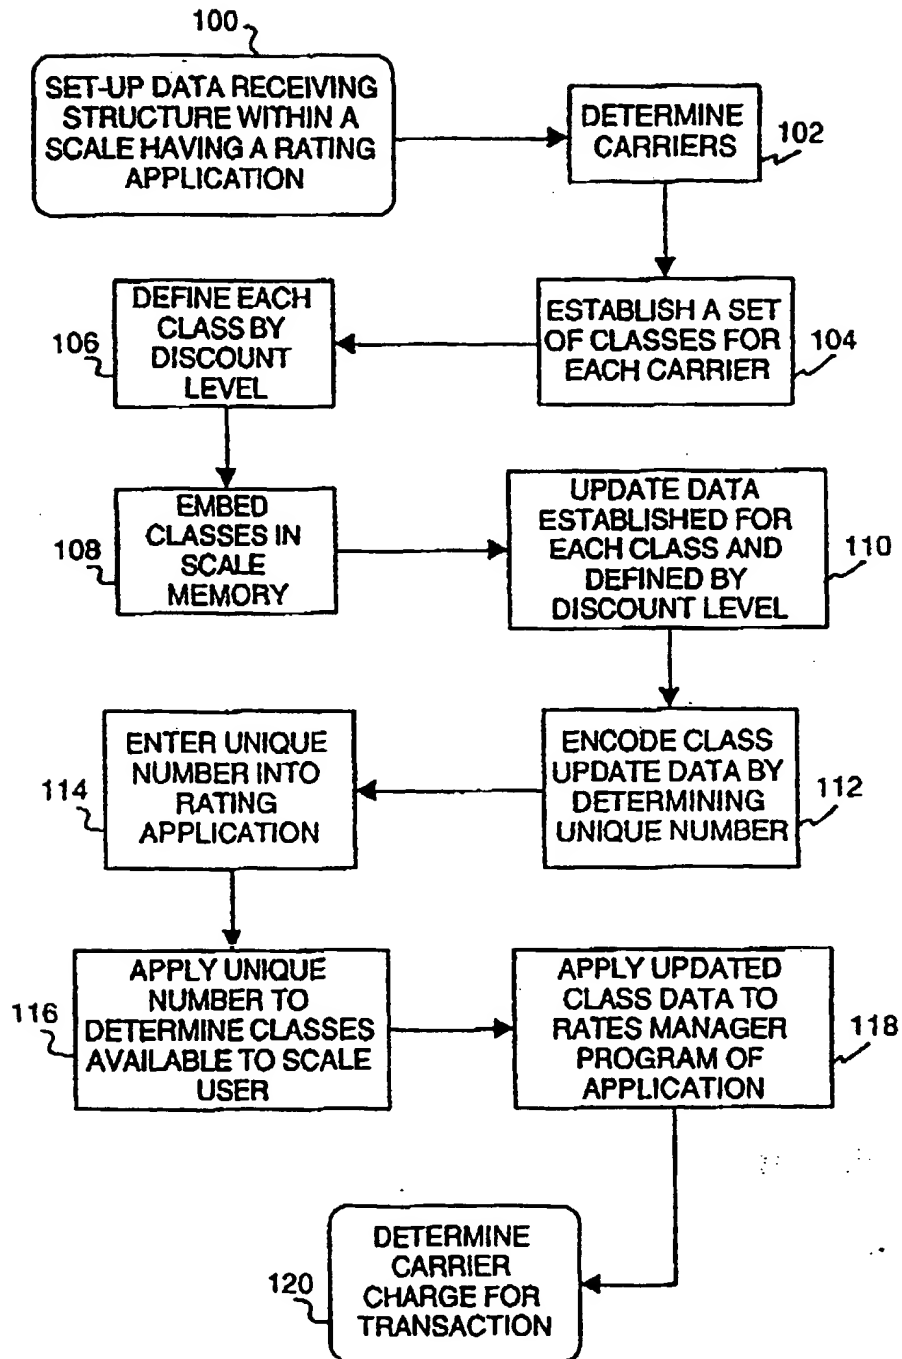 100
SET-UP DATA RECEIVING
STRUCTURE WITHIN A
SCALE HAVING A RATING
APPLICATION
DETERMINE
CARRIERS
102
DEFINE EACH
CLASS BY
DISCOUNT
LEVEL
106
ESTABLISH A SET
OF CLASSES FOR
EACH CARRIER
104
EMBED
CLASSES IN
SCALE
MEMORY
108
UPDATE DATA
ESTABLISHED FOR
EACH CLASS AND
DEFINED BY
DISCOUNT LEVEL
110
ENTER UNIQUE
NUMBER INTO
RATING
APPLICATION
114
ENCODE CLASS
UPDATE DATA BY
DETERMINING
UNIQUE NUMBER
112
APPLY UNIQUE
NUMBER TO
DETERMINE CLASSES
AVAILABLE TO SCALE
USER
116
APPLY UPDATED
CLASS DATA TO
RATES MANAGER
PROGRAM OF
APPLICATION
118
DETERMINE
CARRIER
CHARGE FOR
TRANSACTION
120